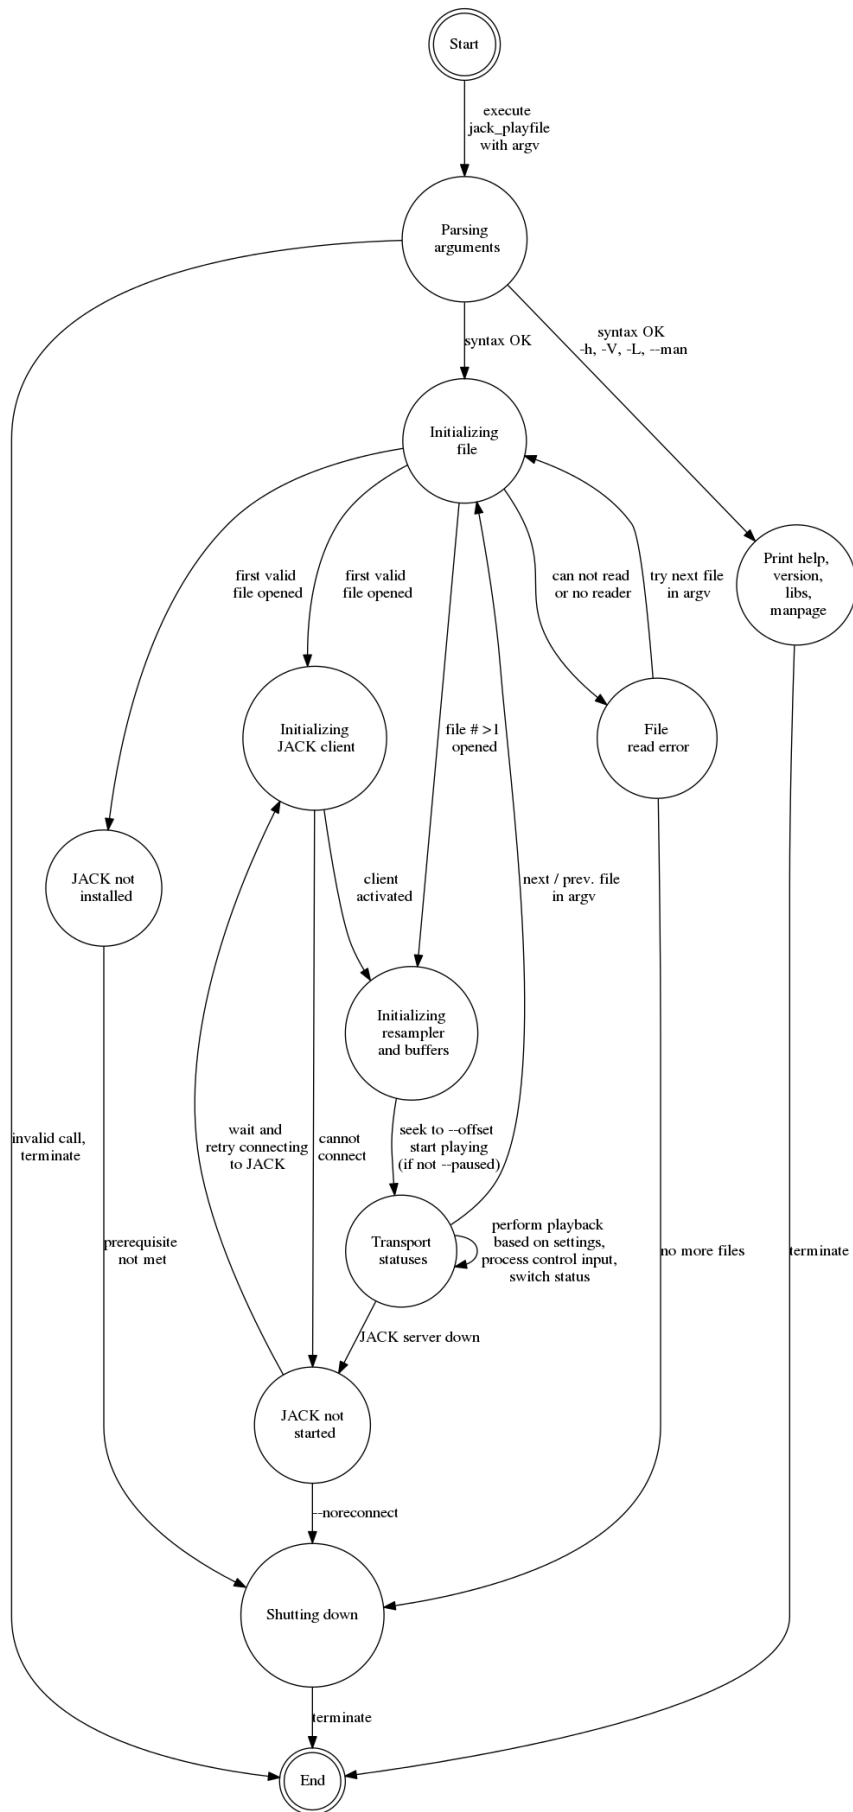 Start
execute
jack_playfile
with argv
Parsing
arguments
syntax OK
syntax OK
-h, -V, -L, --man
Initializing
file
first valid
file opened
first valid
file opened
can not read
or no reader
try next file
in argv
Print help,
version,
libs,
manpage
Initializing
JACK client
file # >1
opened
File
read error
JACK not
installed
client
activated
next / prev. file
in argv
Initializing
resampler
and buffers
invalid call,
terminate
wait and
retry connecting
to JACK
cannot
connect
seek to --offset
start playing
(if not --paused)
prerequisite
not met
Transport
statuses
perform playback
based on settings,
process control input,
switch status
no more files
terminate
JACK server down
JACK not
started
--noreconnect
Shutting down
terminate
End